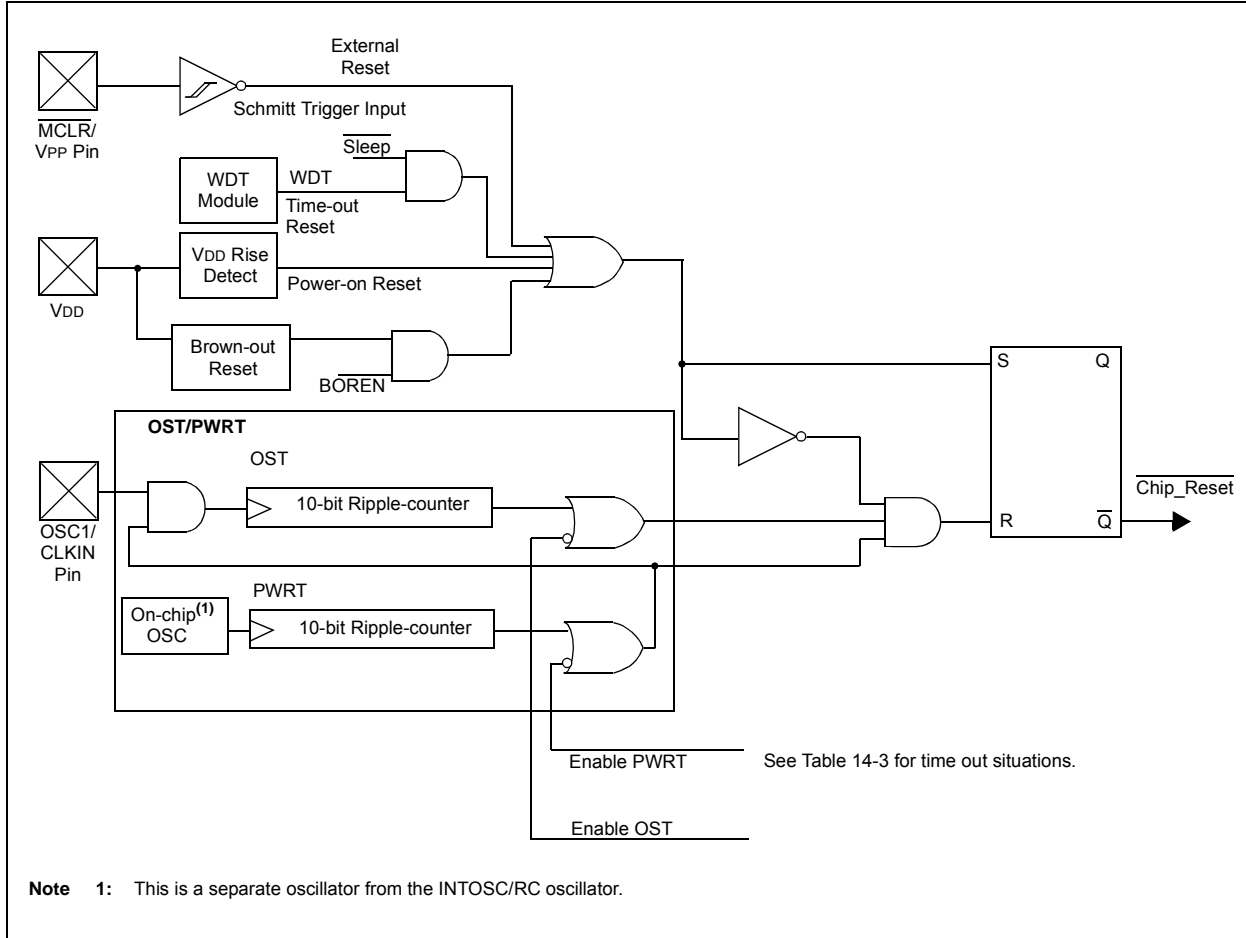 External
Reset
Schmitt Trigger Input
MCLR/
VPP Pin
Sleep
WDT
Module
WDT
Time-out
Reset
VDD Rise
Detect
Power-on Reset
VDD
Brown-out
Reset
BOREN
S
Q
R
Q
Chip_Reset
OST/PWRT
OST
10-bit Ripple-counter
OSC1/
CLKIN
Pin
PWRT
On-chip(1)
OSC
10-bit Ripple-counter
Enable PWRT
See Table 14-3 for time out situations.
Enable OST
Note 1: This is a separate oscillator from the INTOSC/RC oscillator.